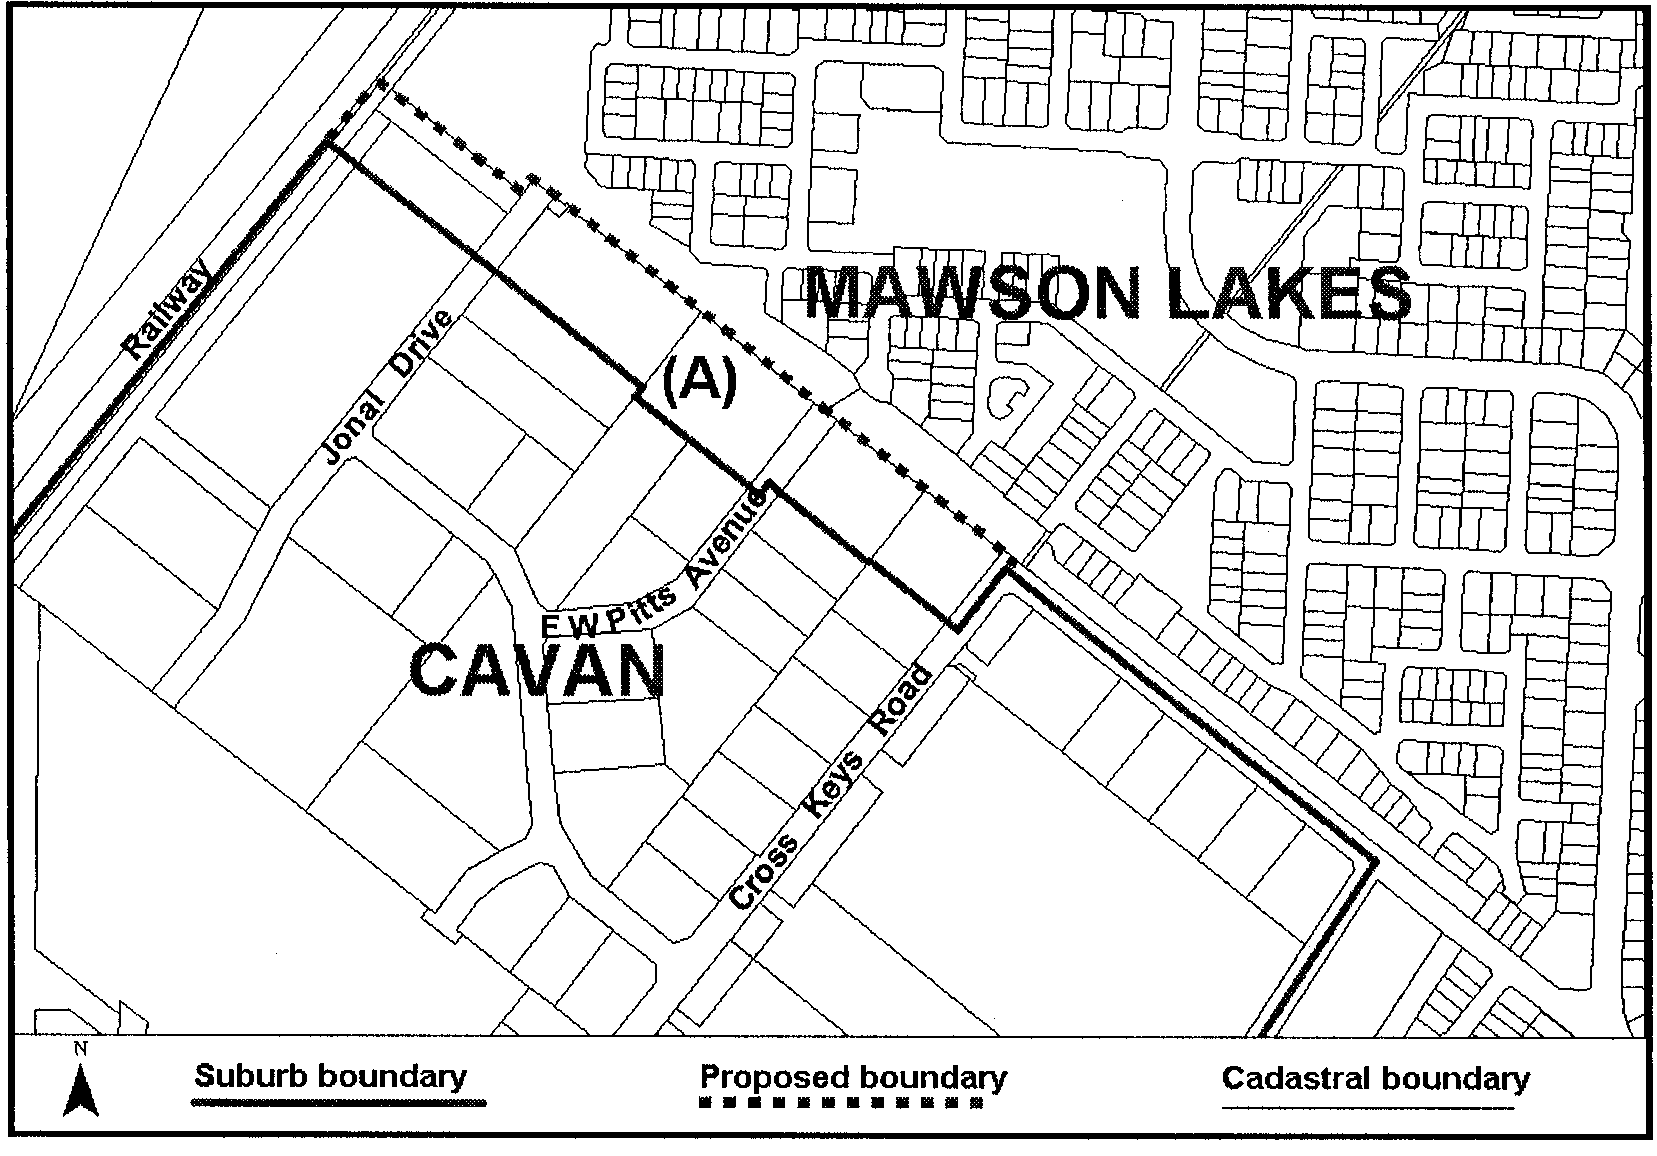 MAWSON LAKES
Railway
Jonal Drive
(A)
E W Pitts Avenue
CAVAN
Cross Keys Road
N
Suburb boundary
Proposed boundary
Cadastral boundary